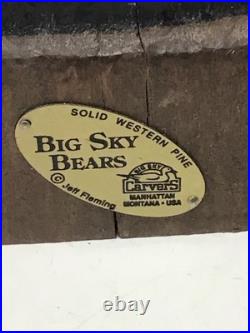 SOLID WESTERN PINE
BIG SKY
BEARS
© Jeff Fleming
BIG SKY
CARVERS
MANHATTAN
MONTANA • USA